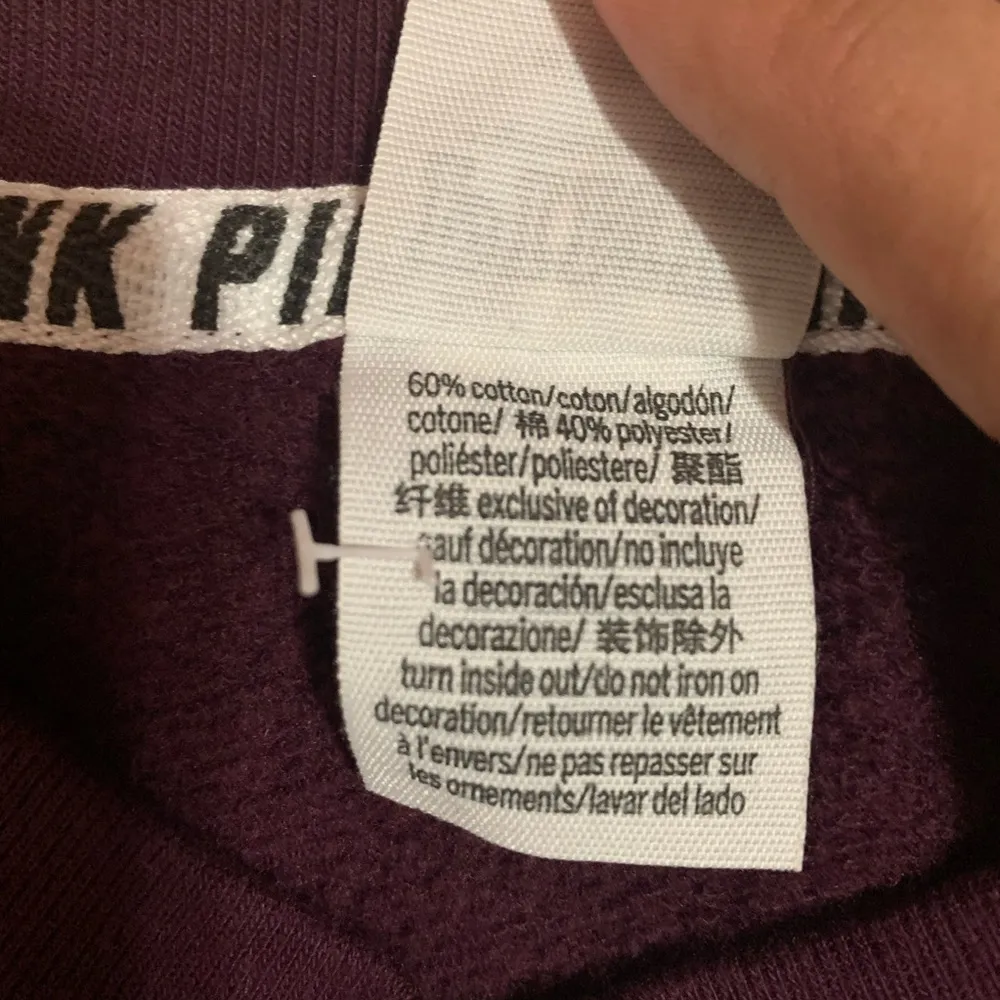 PINK
60% cotton/coton/algodón/
cotone/ 棉 40% polyester/
poliéster/poliestere/ 聚酯
纤维 exclusive of decoration/
sauf décoration/no incluye
la decoración/esclusa la
decorazione/ 装饰除外
turn inside out/do not iron on
decoration/retourner le vêtement
à l'envers/ne pas repasser sur
les ornements/lavar del lado